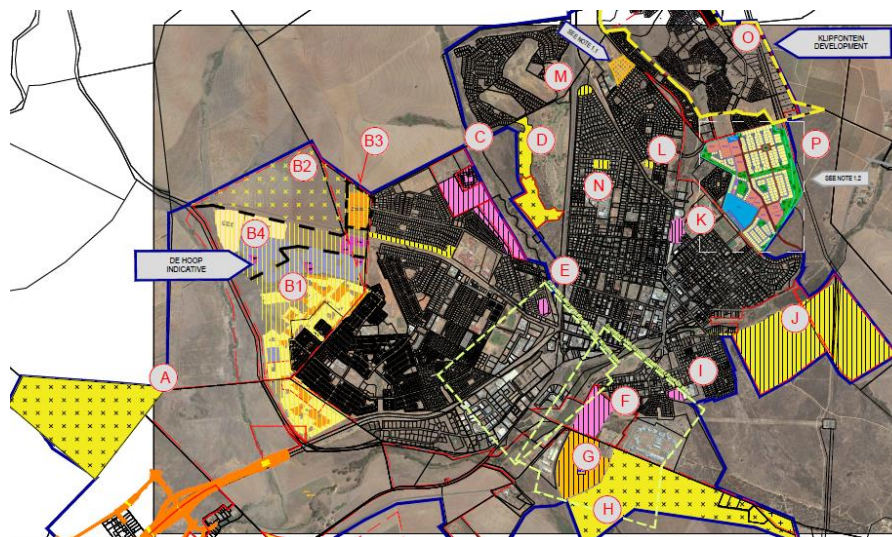 O
KLIPFONTEIN
DEVELOPMENT
SEE NOTE 1.1
M
B3
C
D
L
P
B2
SEE NOTE 1.2
N
K
B4
DE HOOP
INDICATIVE
E
B1
J
A
I
F
G
H